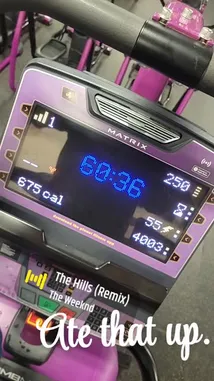 MATRIX
1
60:36
250
675 cal
55
4003
The Hills (Remix)
The Weeknd
Ate that up.